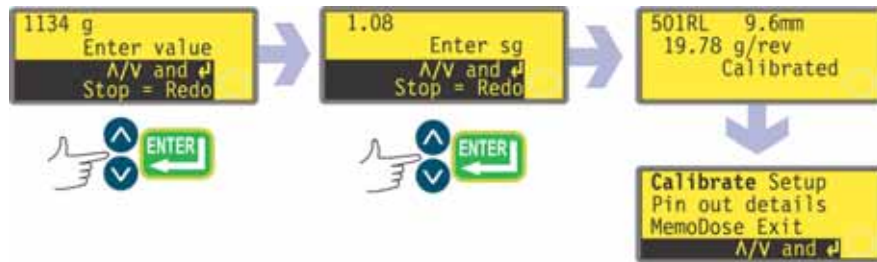 1134 g
Enter value
Λ/V and ↲
Stop = Redo
ENTER
1.08
Enter sg
Λ/V and ↲
Stop = Redo
ENTER
501RL 9.6mm
19.78 g/rev
Calibrated
Calibrate Setup
Pin out details
MemoDose Exit
Λ/V and ↲